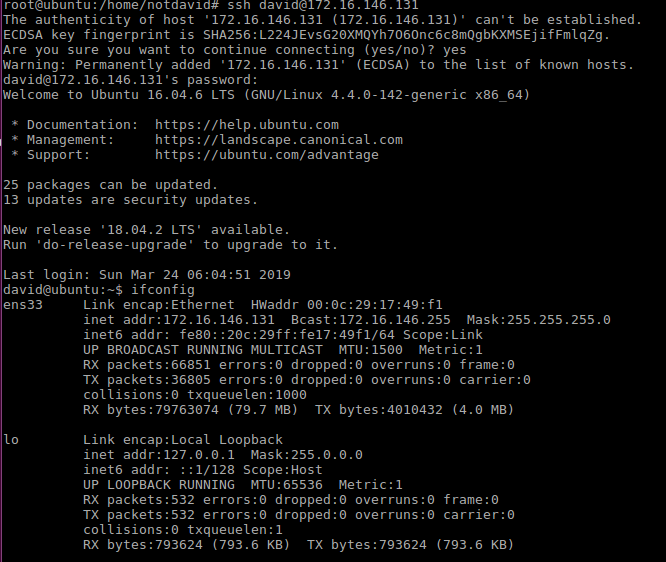 root@ubuntu:/home/notdavid# ssh david@172.16.146.131
The authenticity of host '172.16.146.131 (172.16.146.131)' can't be established.
ECDSA key fingerprint is SHA256:L224JEvsG20XMQYh7O6Onc6c8mQgbKXMSEjifFmlqZg.
Are you sure you want to continue connecting (yes/no)? yes
Warning: Permanently added '172.16.146.131' (ECDSA) to the list of known hosts.
david@172.16.146.131's password:
Welcome to Ubuntu 16.04.6 LTS (GNU/Linux 4.4.0-142-generic x86_64)
* Documentation:  https://help.ubuntu.com
* Management:     https://landscape.canonical.com
* Support:        https://ubuntu.com/advantage
25 packages can be updated.
13 updates are security updates.
New release '18.04.2 LTS' available.
Run 'do-release-upgrade' to upgrade to it.
Last login: Sun Mar 24 06:04:51 2019
david@ubuntu:~$ ifconfig
ens33     Link encap:Ethernet  HWaddr 00:0c:29:17:49:f1
inet addr:172.16.146.131  Bcast:172.16.146.255  Mask:255.255.255.0
inet6 addr: fe80::20c:29ff:fe17:49f1/64 Scope:Link
UP BROADCAST RUNNING MULTICAST  MTU:1500  Metric:1
RX packets:66851 errors:0 dropped:0 overruns:0 frame:0
TX packets:36805 errors:0 dropped:0 overruns:0 carrier:0
collisions:0 txqueuelen:1000
RX bytes:79763074 (79.7 MB)  TX bytes:4010432 (4.0 MB)
lo        Link encap:Local Loopback
inet addr:127.0.0.1  Mask:255.0.0.0
inet6 addr: ::1/128 Scope:Host
UP LOOPBACK RUNNING  MTU:65536  Metric:1
RX packets:532 errors:0 dropped:0 overruns:0 frame:0
TX packets:532 errors:0 dropped:0 overruns:0 carrier:0
collisions:0 txqueuelen:1
RX bytes:793624 (793.6 KB)  TX bytes:793624 (793.6 KB)